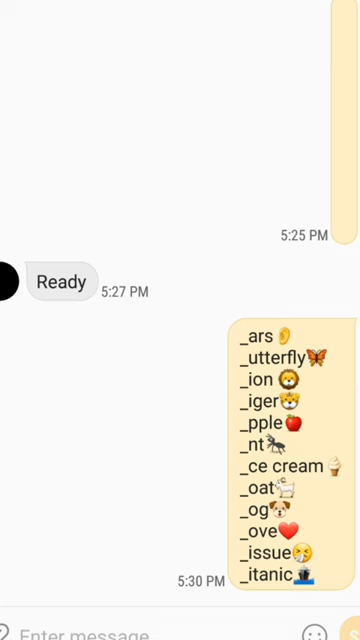 5:25 PM
Ready
5:27 PM
_ars👂
_utterfly🦋
_ion 🦁
_iger🐯
_pple🍎
_nt🐜
_ce cream🍦
_oat🐐
_og🐶
_ove❤️
_issue🤧
_itanic🚢
5:30 PM
Enter message